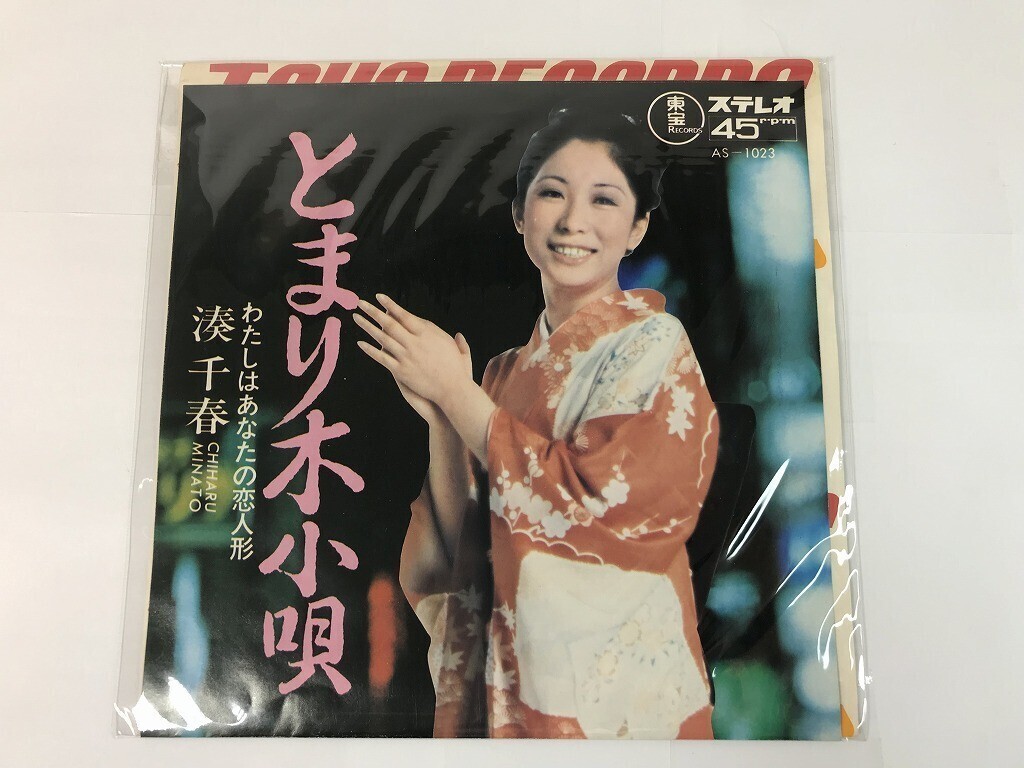 TOHO RECORDS
東宝
RECORDS
ステレオ
45rpm
AS-1023
とまり木小唄
わたしはあなたの恋人形
湊千春
CHIHARU
MINATO